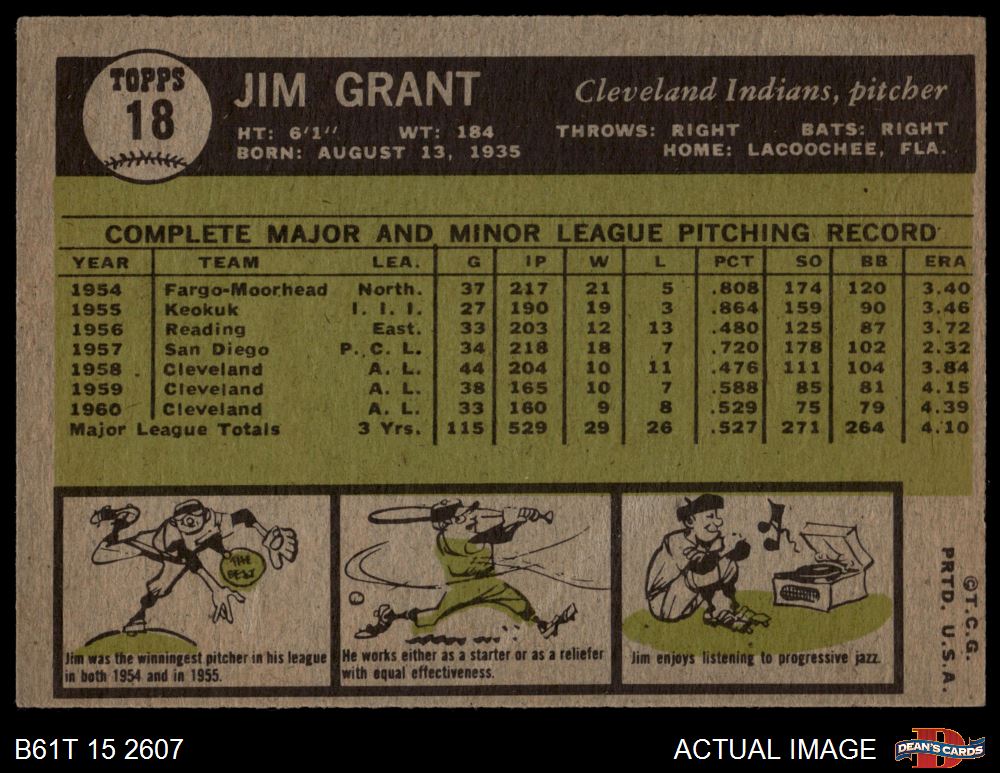 TOPPS
18
JIM GRANT
Cleveland Indians, pitcher
HT: 6'1" WT: 184 THROWS: RIGHT BATS: RIGHT
BORN: AUGUST 13, 1935 HOME: LACOOCHEE, FLA.
COMPLETE MAJOR AND MINOR LEAGUE PITCHING RECORD
YEAR TEAM LEA. G IP W L PCT SO BB ERA
1954 Fargo-Moorhead North. 37 217 21 5 .808 174 120 3.40
1955 Keokuk I. I. I. 27 190 19 3 .864 159 90 3.46
1956 Reading East. 33 203 12 13 .480 125 87 3.72
1957 San Diego P.C.L. 34 218 18 7 .720 178 102 2.32
1958 Cleveland A. L. 44 204 10 11 .476 111 104 3.84
1959 Cleveland A. L. 38 165 10 7 .588 85 81 4.15
1960 Cleveland A. L. 33 160 9 8 .529 75 79 4.39
Major League Totals 3 Yrs. 115 529 29 26 .527 271 264 4.10
THE
BEST
Jim was the winningest pitcher in his league
in both 1954 and in 1955.
He works either as a starter or as a reliefer
with equal effectiveness.
Jim enjoys listening to progressive jazz.
©T.C.G.
PRTD. U.S.A.
B61T 15 2607
ACTUAL IMAGE
D
DEAN'S CARDS